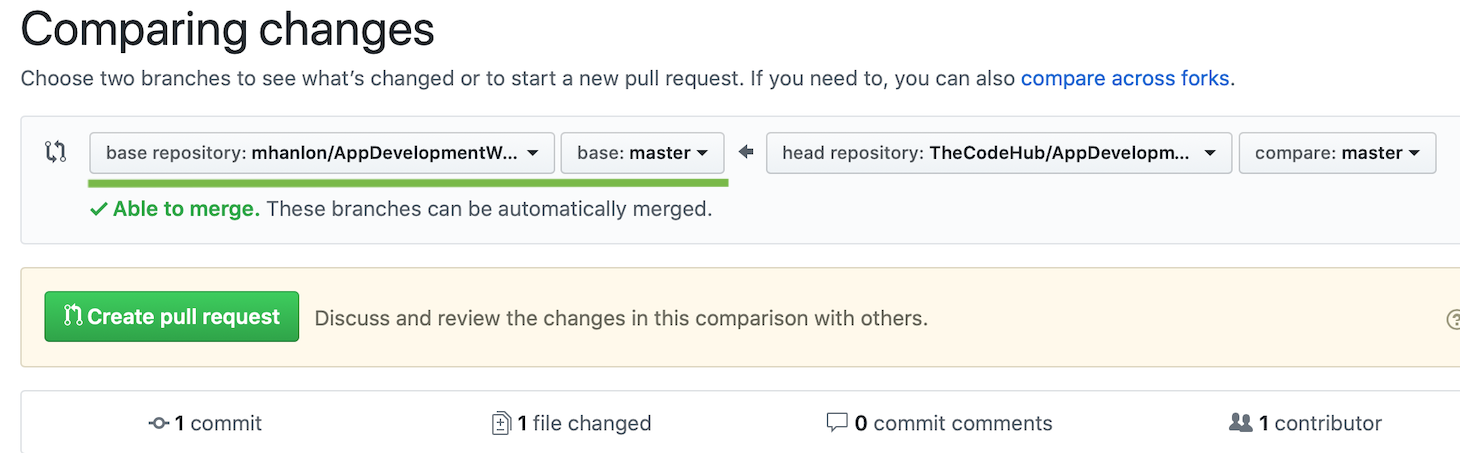 Comparing changes
Choose two branches to see what’s changed or to start a new pull request. If you need to, you can also compare across forks.
base repository: mhanlon/AppDevelopmentW... base: master head repository: TheCodeHub/AppDevelopm... compare: master
Able to merge. These branches can be automatically merged.
Create pull request Discuss and review the changes in this comparison with others.
1 commit 1 file changed 0 commit comments 1 contributor